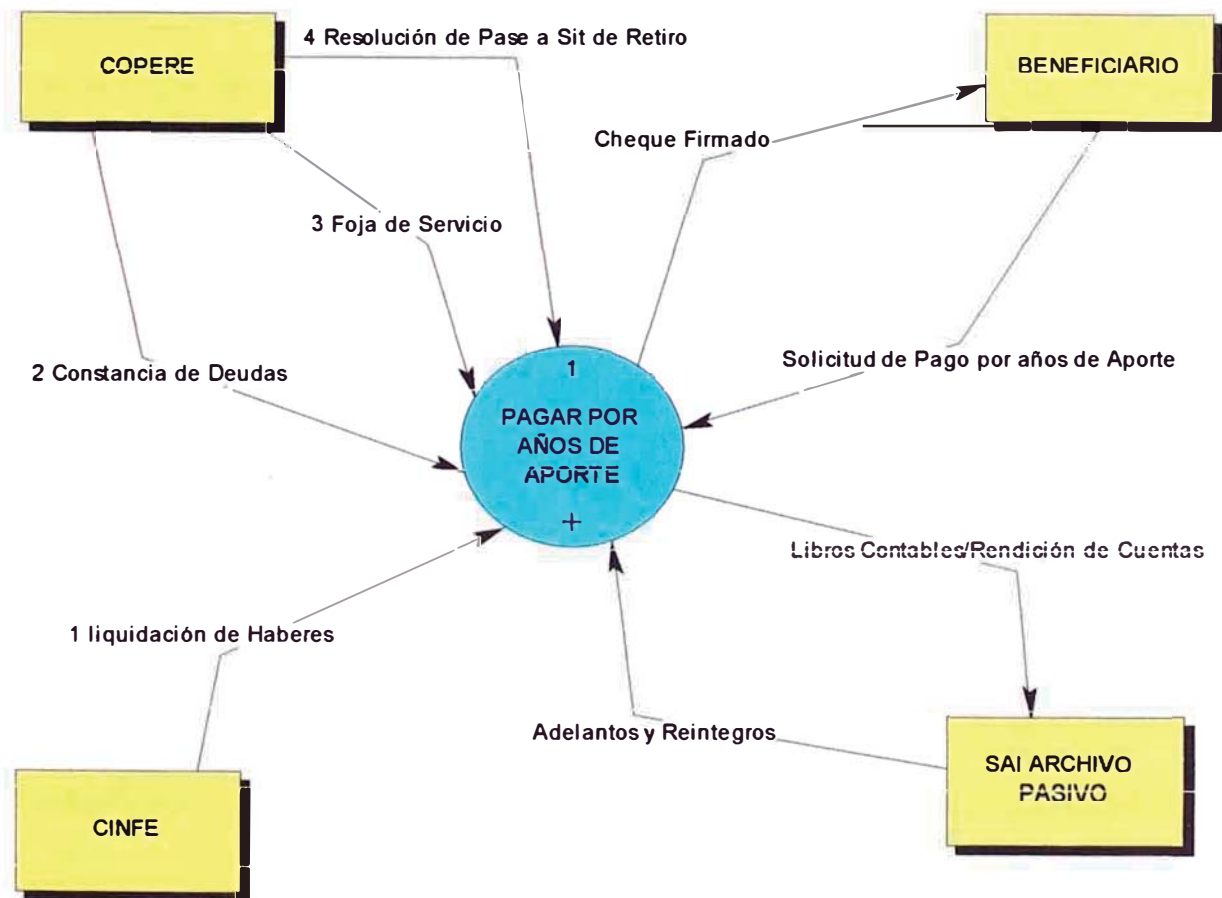 4 Resolución de Pase a Sit de Retiro
COPERE
BENEFICIARIO
Cheque Firmado
3 Foja de Servicio
2 Constancia de Deudas
Solicitud de Pago por años de Aporte
1
PAGAR POR
AÑOS DE
APORTE
+
Libros Contables/Rendición de Cuentas
1 liquidación de Haberes
Adelantos y Reintegros
SAI ARCHIVO
PASIVO
CINFE